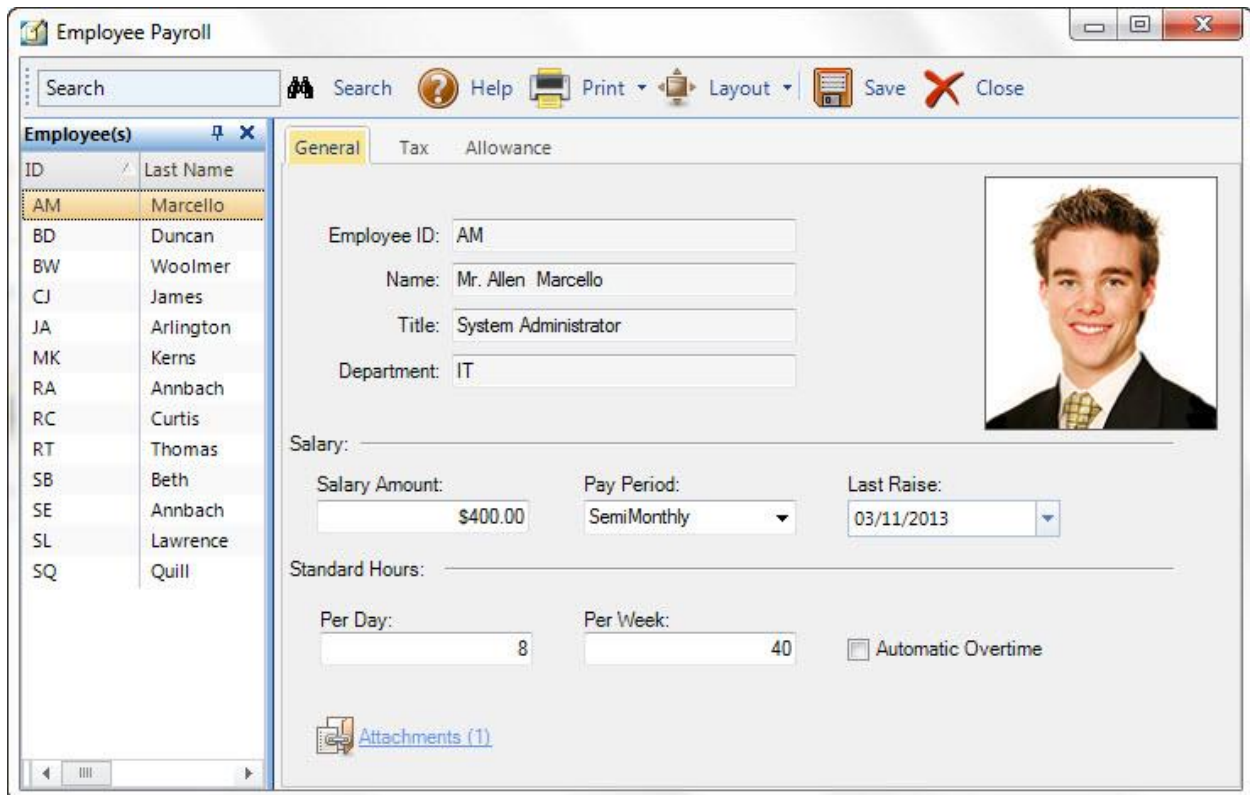 Employee Payroll
Search Search Help Print Layout Save Close
Employee(s)
General Tax Allowance
ID Last Name
AM Marcello
BD Duncan
BW Woolmer
CJ James
JA Arlington
MK Kerns
RA Annbach
RC Curtis
RT Thomas
SB Beth
SE Annbach
SL Lawrence
SQ Quill
Employee ID: AM
Name: Mr. Allen Marcello
Title: System Administrator
Department: IT
Salary:
Salary Amount: Pay Period: Last Raise:
$400.00 SemiMonthly 03/11/2013
Standard Hours:
Per Day: Per Week:
8 40 Automatic Overtime
Attachments (1)